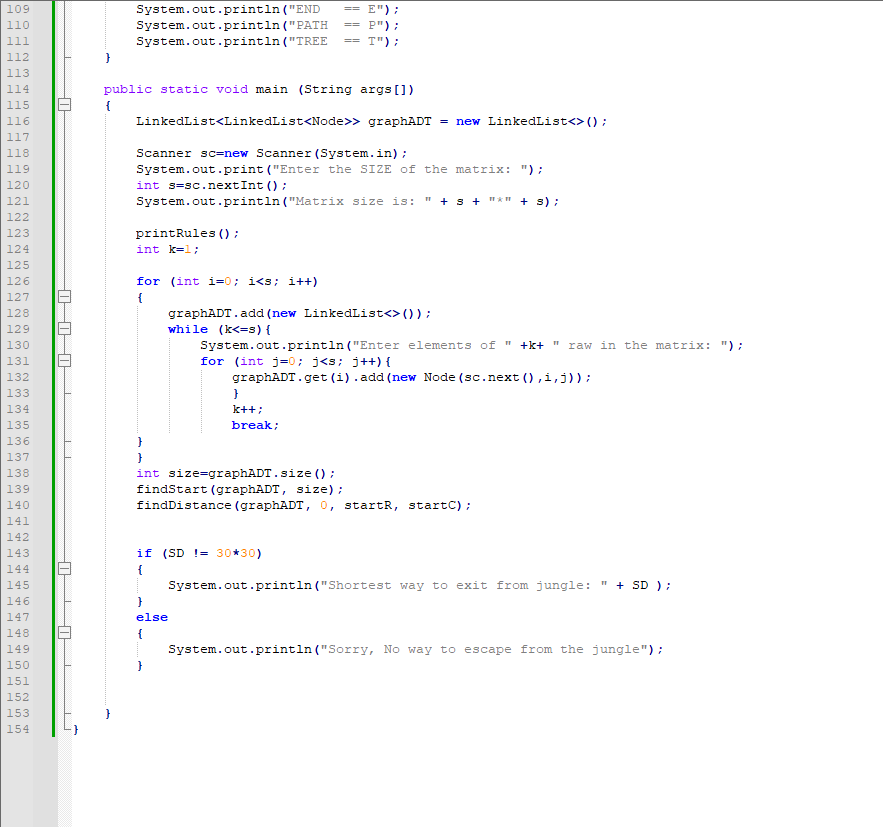 109 System.out.println("END   == E");
110 System.out.println("PATH  == P");
111 System.out.println("TREE  == T");
112 }
113
114 public static void main (String args[])
115 {
116 LinkedList<LinkedList<Node>> graphADT = new LinkedList<>();
117
118 Scanner sc=new Scanner(System.in);
119 System.out.print("Enter the SIZE of the matrix: ");
120 int s=sc.nextInt();
121 System.out.println("Matrix size is: " + s + "*" + s);
122
123 printRules();
124 int k=1;
125
126 for (int i=0; i<s; i++)
127 {
128 graphADT.add(new LinkedList<>());
129 while (k<=s){
130 System.out.println("Enter elements of " +k+ " raw in the matrix: ");
131 for (int j=0; j<s; j++){
132 graphADT.get(i).add(new Node(sc.next(),i,j));
133 }
134 k++;
135 break;
136 }
137 }
138 int size=graphADT.size();
139 findStart(graphADT, size);
140 findDistance(graphADT, 0, startR, startC);
141
142
143 if (SD != 30*30)
144 {
145 System.out.println("Shortest way to exit from jungle: " + SD );
146 }
147 else
148 {
149 System.out.println("Sorry, No way to escape from the jungle");
150 }
151
152
153 }
154 }